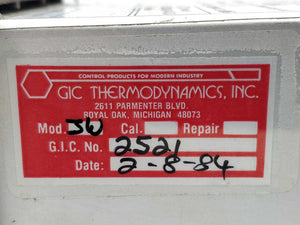 CONTROL PRODUCTS FOR MODERN INDUSTRY
GIC THERMODYNAMICS, INC.
2611 PARMENTER BLVD.
ROYAL OAK, MICHIGAN 48073
Mod. JW Cal. Repair
G.I.C. No. 2521
Date: 2-8-84